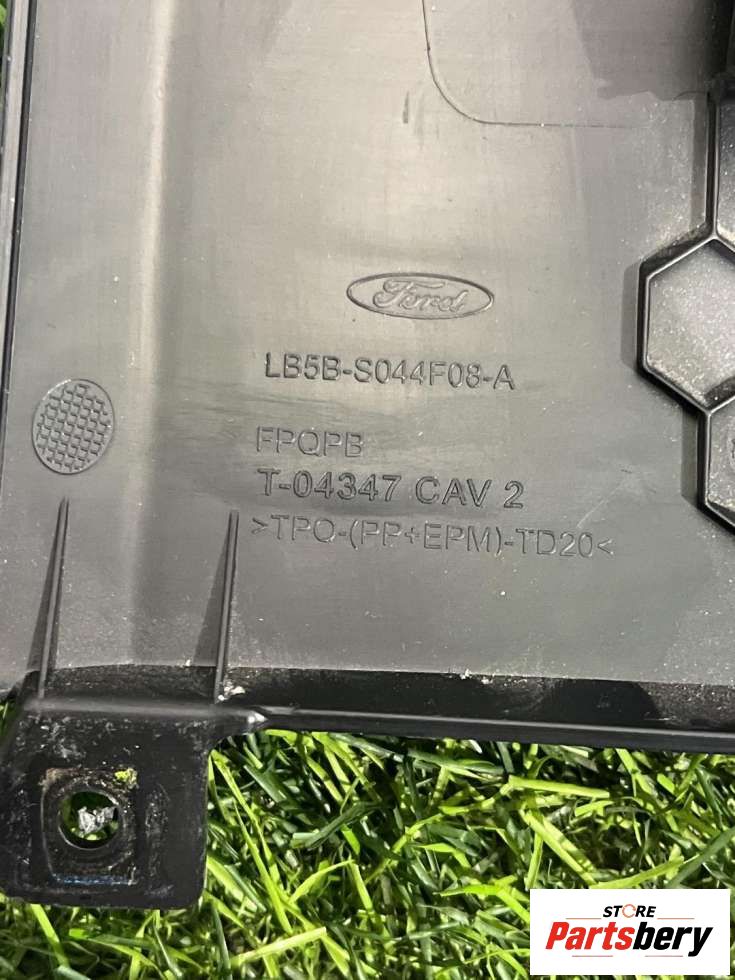 Ford
LB5B-S044F08-A
FPQPB
T-04347 CAV 2
>TPO-(PP+EPM)-TD20<
STORE
Partsbery